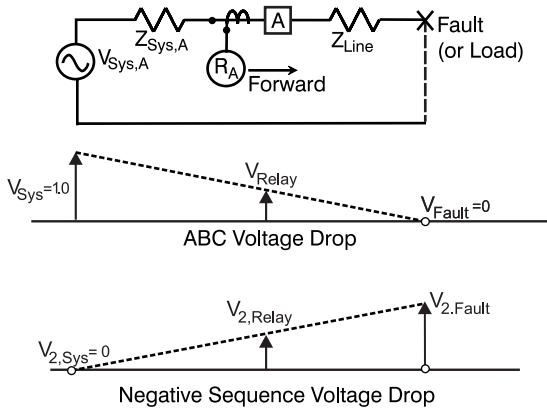 Z_Sys,A
A
Z_Line
Fault
(or Load)
V_Sys,A
R_A
Forward
V_Sys=1.0
V_Relay
V_Fault=0
ABC Voltage Drop
V_2,Sys=0
V_2,Relay
V_2.Fault
Negative Sequence Voltage Drop